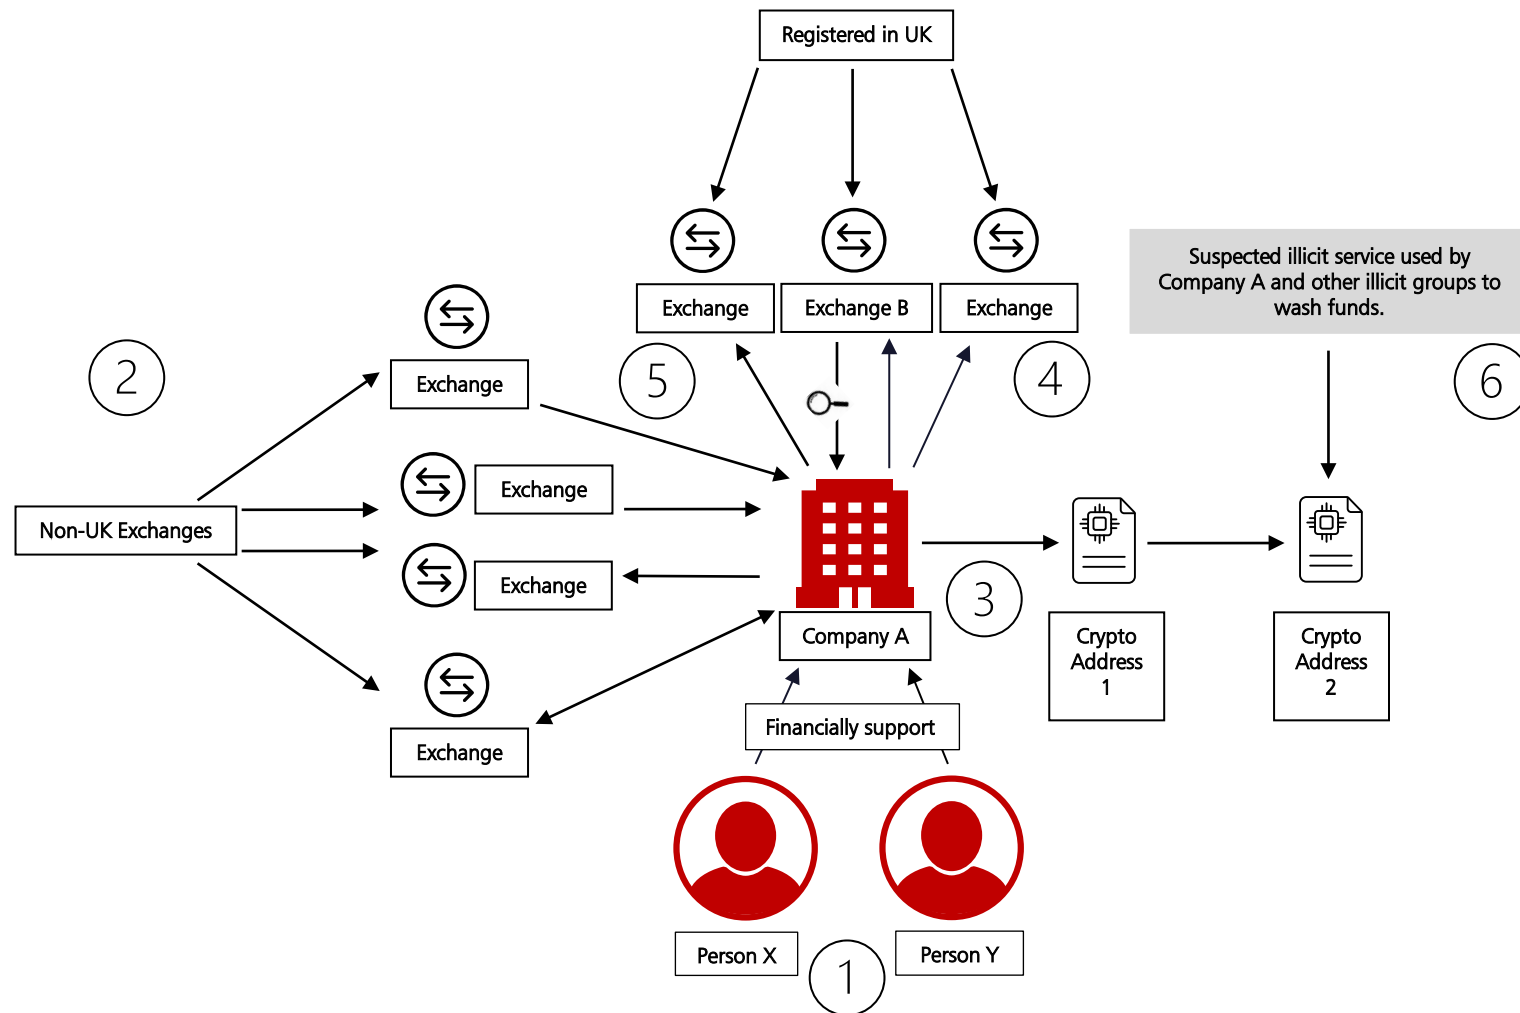 Registered in UK
Exchange
Exchange B
Exchange
Suspected illicit service used by
Company A and other illicit groups to
wash funds.
2
5
4
6
Exchange
Exchange
Non-UK Exchanges
Exchange
Exchange
3
Company A
Crypto
Address
1
Crypto
Address
2
Financially support
Person X
Person Y
1